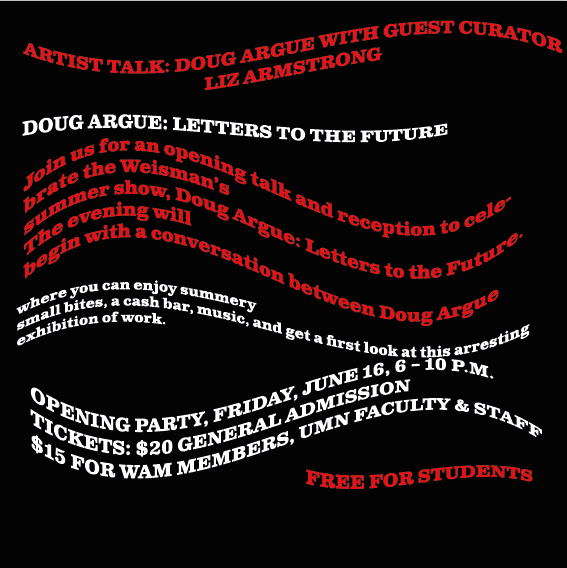 ARTIST TALK: DOUG ARGUE WITH GUEST CURATOR
LIZ ARMSTRONG
DOUG ARGUE: LETTERS TO THE FUTURE
Join us for an opening talk and reception to cele-
brate the Weisman's
summer show, Doug Argue: Letters to the Future.
The evening will
begin with a conversation between Doug Argue
where you can enjoy summery
small bites, a cash bar, music, and get a first look at this arresting
exhibition of work.
OPENING PARTY, FRIDAY, JUNE 16, 6 – 10 P.M.
TICKETS: $20 GENERAL ADMISSION
$15 FOR WAM MEMBERS, UMN FACULTY & STAFF
FREE FOR STUDENTS